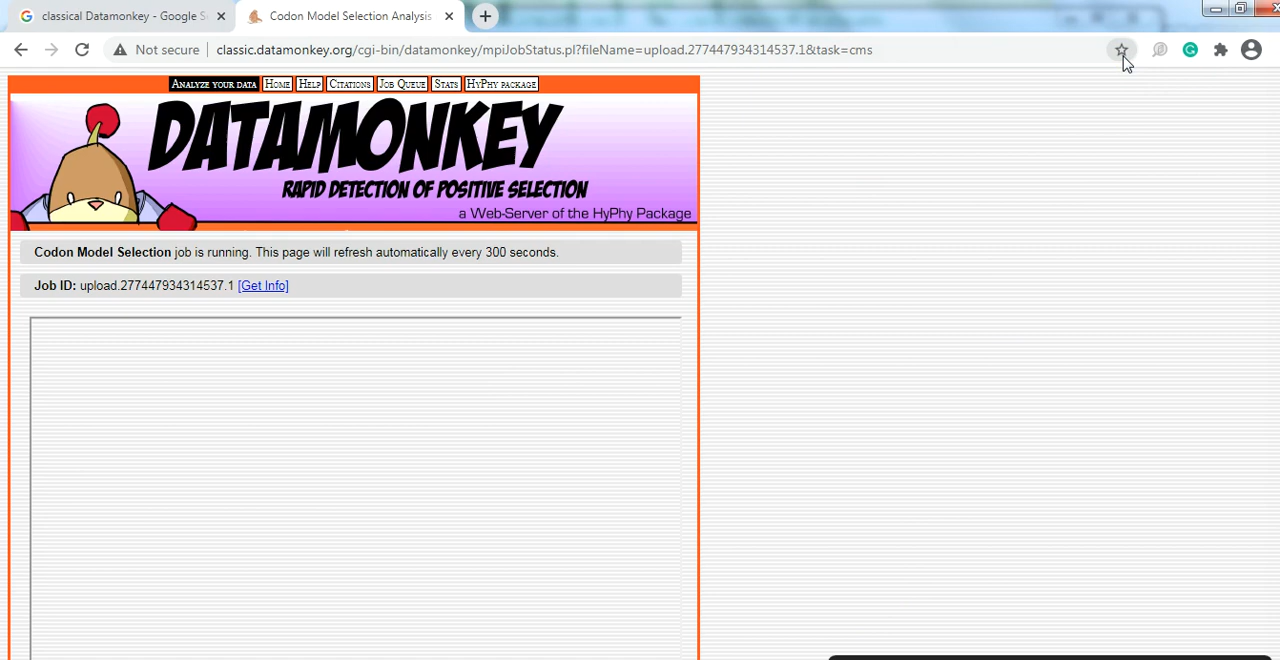 classical Datamonkey - Google S
Codon Model Selection Analysis
Not secure
classic.datamonkey.org/cgi-bin/datamonkey/mpiJobStatus.pl?fileName=upload.277447934314537.1&task=cms
ANALYZE YOUR DATA HOME HELP CITATIONS JOB QUEUE STATS HYPHY PACKAGE
DATAMONKEY
RAPID DETECTION OF POSITIVE SELECTION
a Web-Server of the HyPhy Package
Codon Model Selection job is running. This page will refresh automatically every 300 seconds.
Job ID: upload.277447934314537.1 [Get Info]